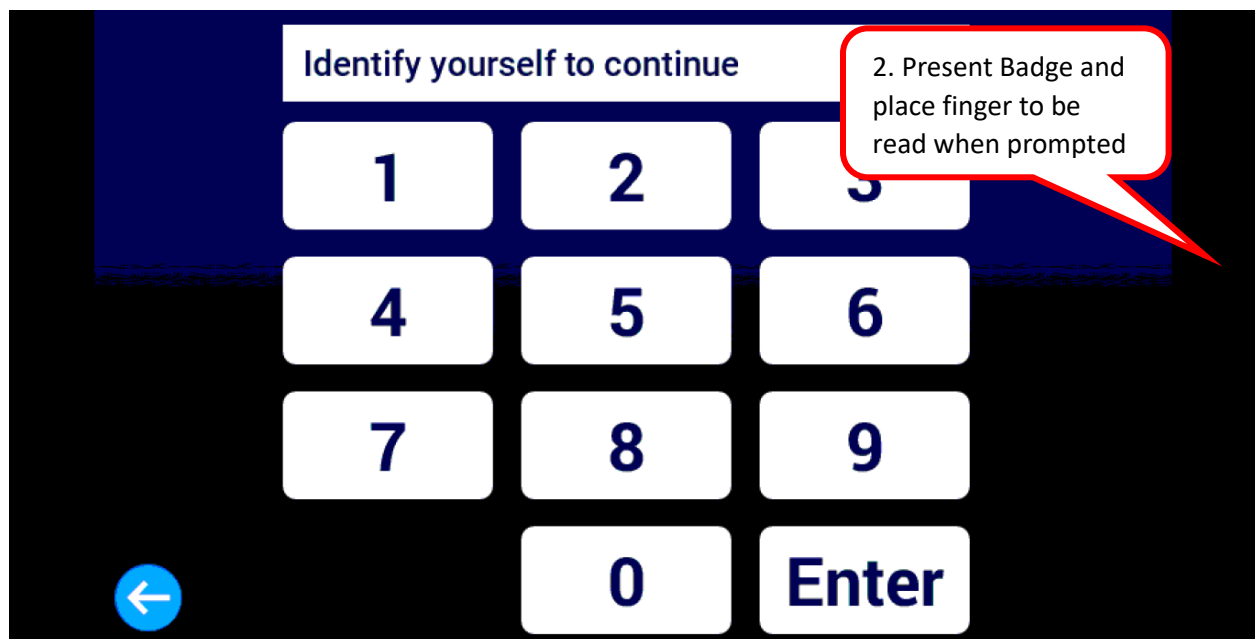 Identify yourself to continue
2. Present Badge and
place finger to be
read when prompted
1 2 3
4 5 6
7 8 9
0 Enter